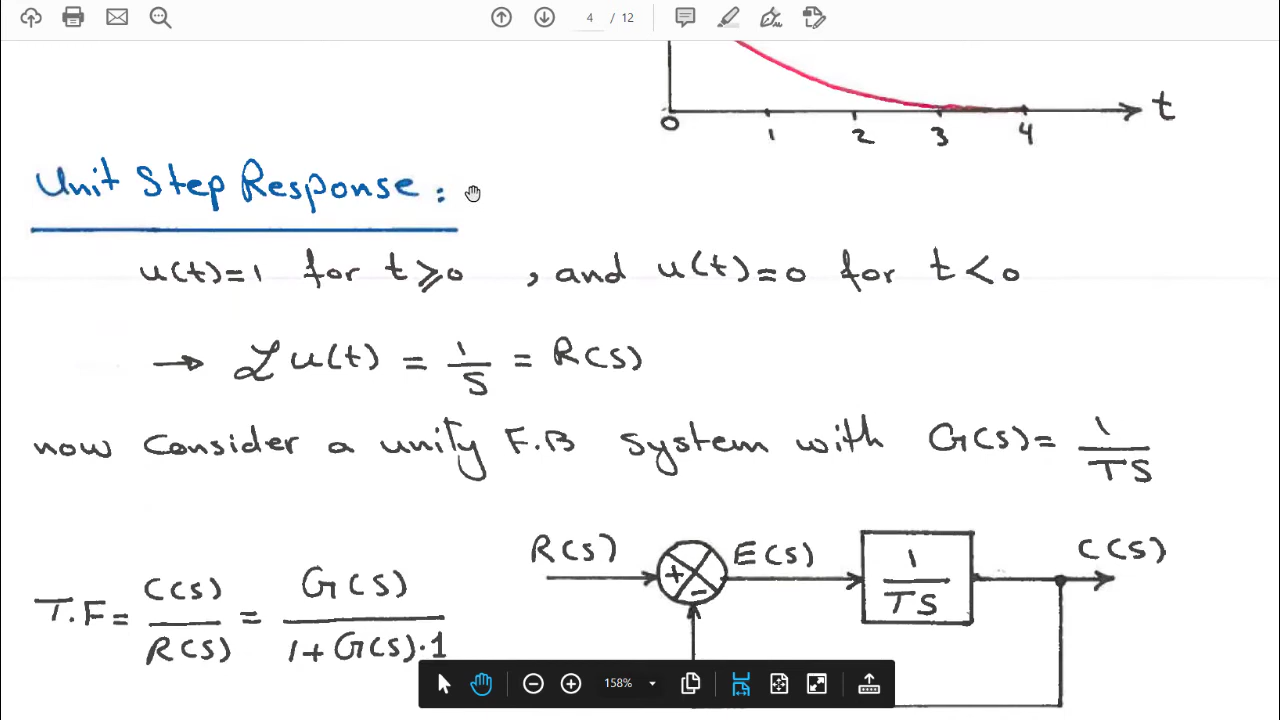 4 / 12
t
0 1 2 3 4
Unit Step Response:
u(t)=1 for t⩾0 , and u(t)=0 for t<0
→ ℒ u(t) = 1/S = R(S)
now Consider a unity F.B system with G(S)= 1/TS
R(S) + - E(S) 1/TS C(S)
T.F= C(S)/R(S) = G(S)/1+G(S)·1
158%